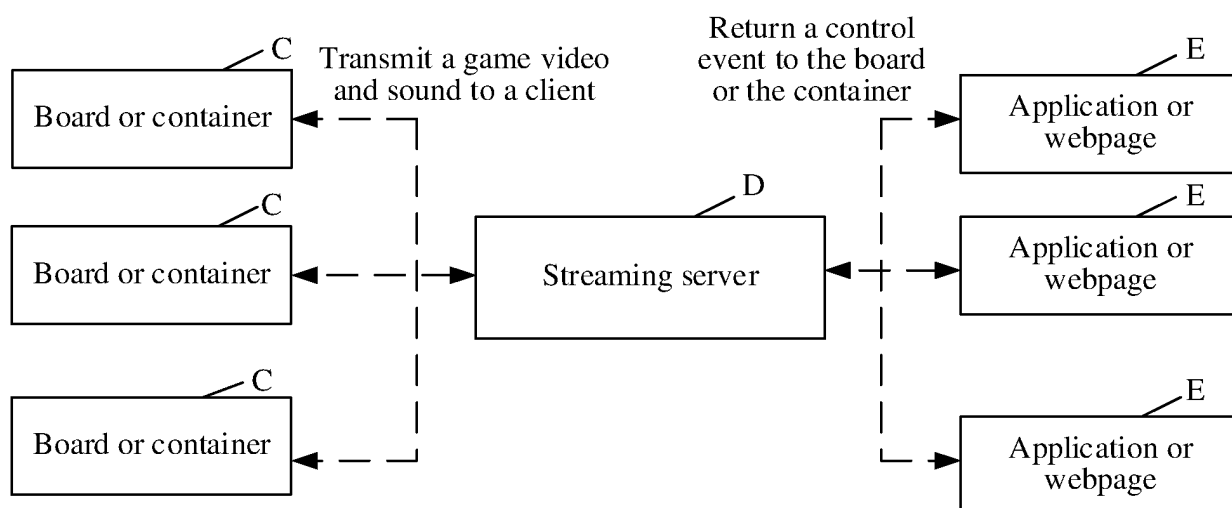 C
Transmit a game video
and sound to a client
Board or container
Return a control
event to the board
or the container
E
Application or
webpage
C
Board or container
D
Streaming server
E
Application or
webpage
C
Board or container
E
Application or
webpage